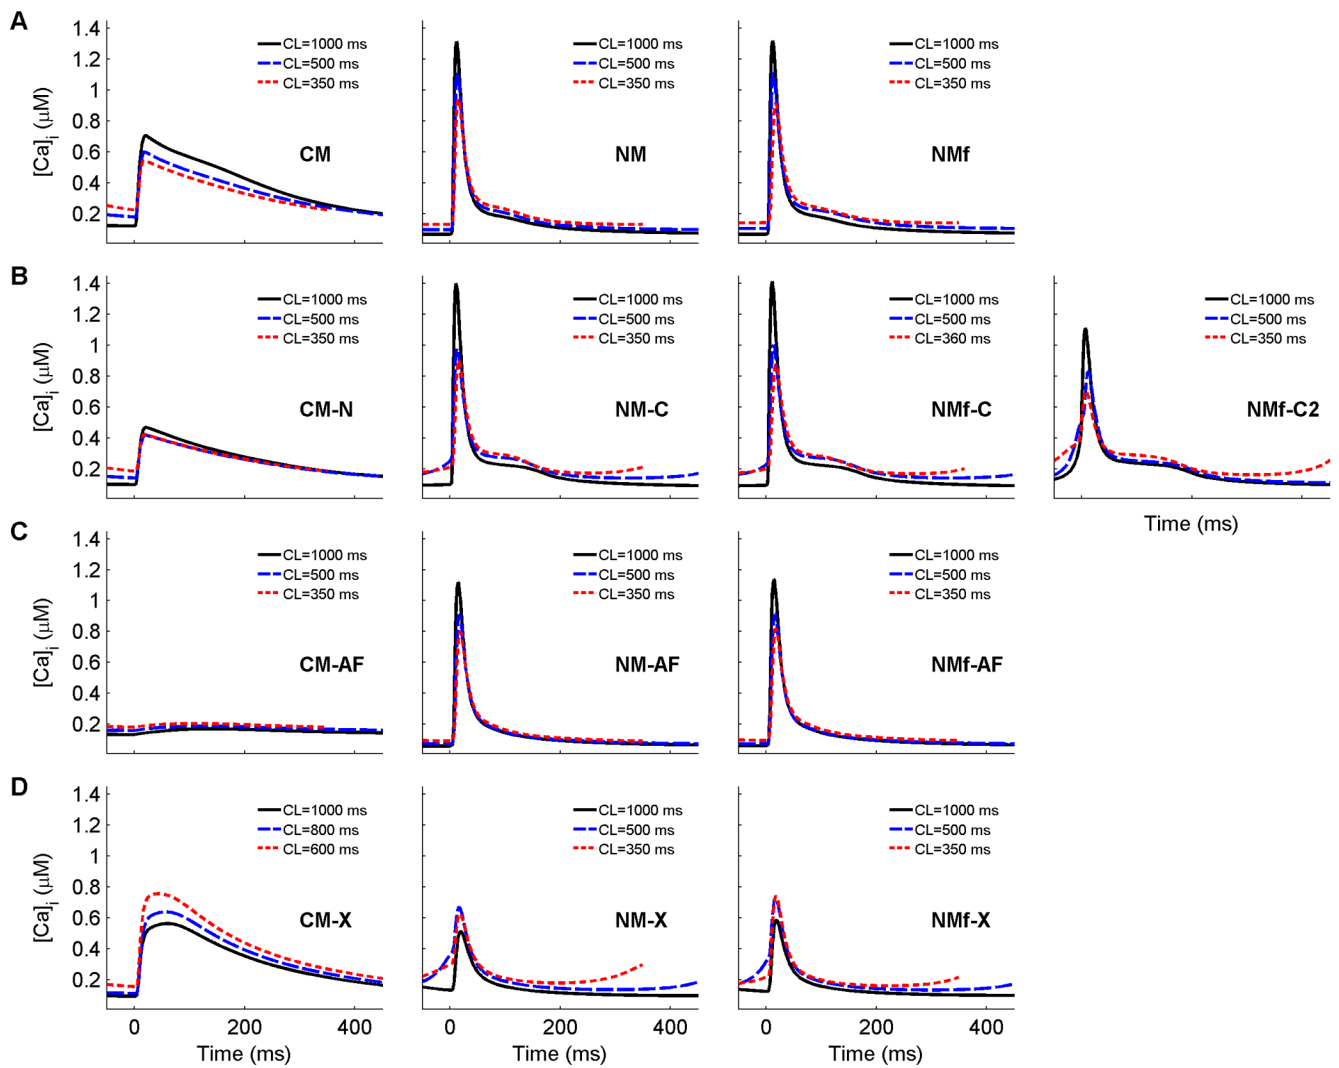 A
[Ca]i (μM)
1.4
1.2
1
0.8
0.6
0.4
0.2
CL=1000 ms
CL=500 ms
CL=350 ms
CM
CL=1000 ms
CL=500 ms
CL=350 ms
NM
CL=1000 ms
CL=500 ms
CL=350 ms
NMf
B
[Ca]i (μM)
1.4
1.2
1
0.8
0.6
0.4
0.2
CL=1000 ms
CL=500 ms
CL=350 ms
CM-N
CL=1000 ms
CL=500 ms
CL=350 ms
NM-C
CL=1000 ms
CL=500 ms
CL=360 ms
NMf-C
CL=1000 ms
CL=500 ms
CL=350 ms
NMf-C2
Time (ms)
C
[Ca]i (μM)
1.4
1.2
1
0.8
0.6
0.4
0.2
CL=1000 ms
CL=500 ms
CL=350 ms
CM-AF
CL=1000 ms
CL=500 ms
CL=350 ms
NM-AF
CL=1000 ms
CL=500 ms
CL=350 ms
NMf-AF
D
[Ca]i (μM)
1.4
1.2
1
0.8
0.6
0.4
0.2
CL=1000 ms
CL=800 ms
CL=600 ms
CM-X
0 200 400
Time (ms)
CL=1000 ms
CL=500 ms
CL=350 ms
NM-X
0 200 400
Time (ms)
CL=1000 ms
CL=500 ms
CL=350 ms
NMf-X
0 200 400
Time (ms)